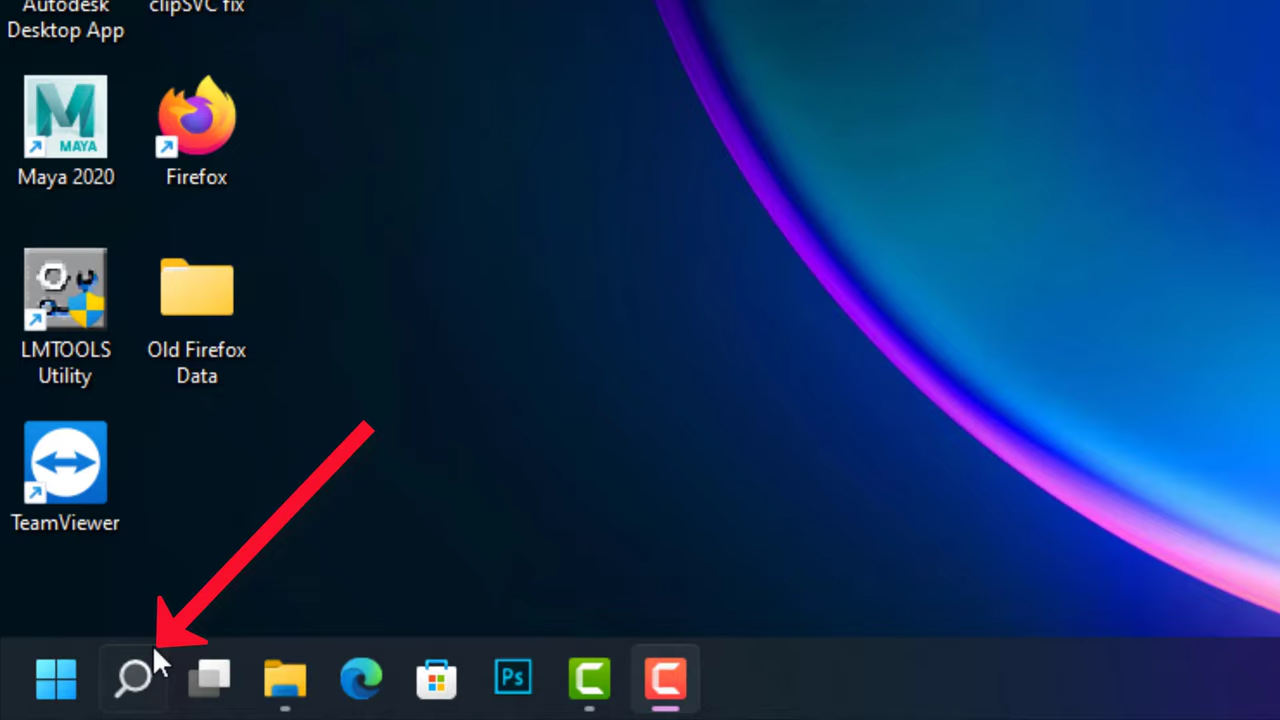 Autodesk
Desktop App
clipSVC fix
MAYA
Maya 2020
Firefox
LMTOOLS
Utility
Old Firefox
Data
TeamViewer
Ps